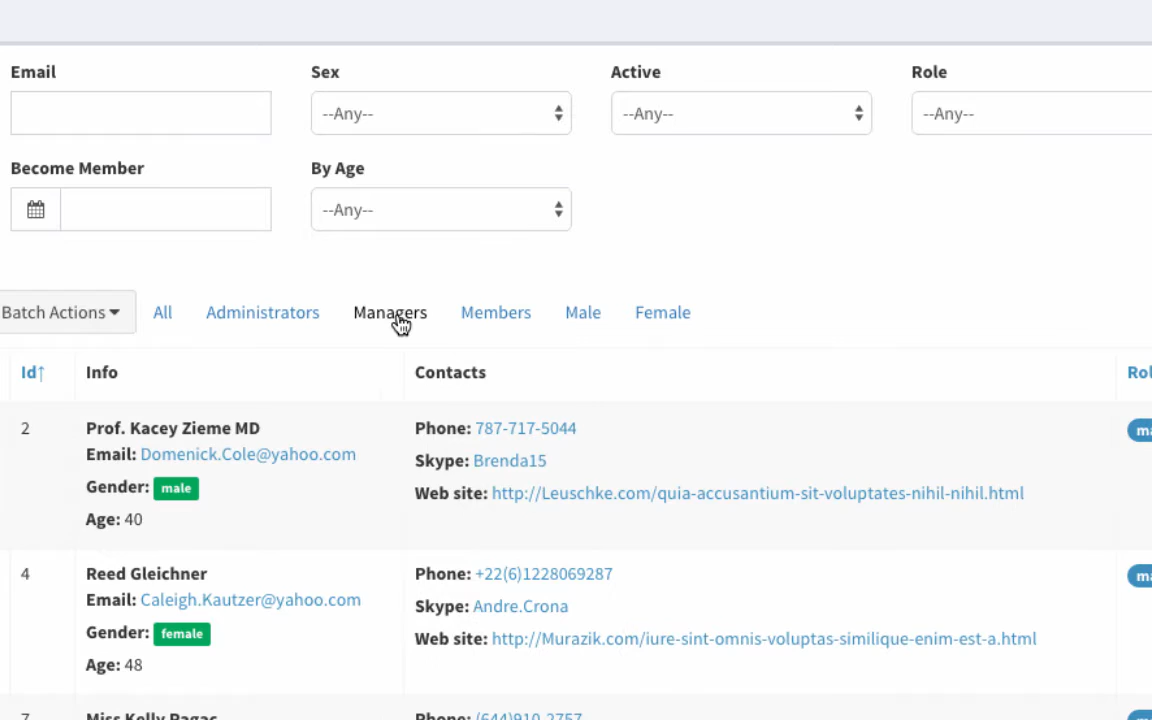 Email Sex Active Role
--Any-- --Any-- --Any--
Become Member By Age
--Any--
Batch Actions All Administrators Managers Members Male Female
Id↑ Info Contacts
2 Prof. Kacey Zieme MD Phone: 787-717-5044
Email: Domenick.Cole@yahoo.com Skype: Brenda15
Gender: male Web site: http://Leuschke.com/quia-accusantium-sit-voluptates-nihil-nihil.html
Age: 40
4 Reed Gleichner Phone: +22(6)1228069287
Email: Caleigh.Kautzer@yahoo.com Skype: Andre.Crona
Gender: female Web site: http://Murazik.com/iure-sint-omnis-voluptas-similique-enim-est-a.html
Age: 48
7 Miss Kelly Pagac Phone: (644)910-2757